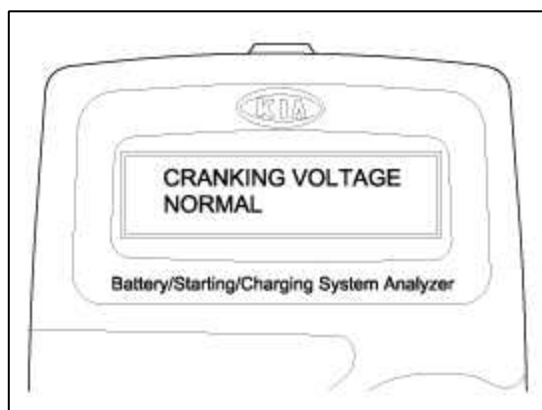 KIA
CRANKING VOLTAGE
NORMAL
Battery/Starting/Charging System Analyzer